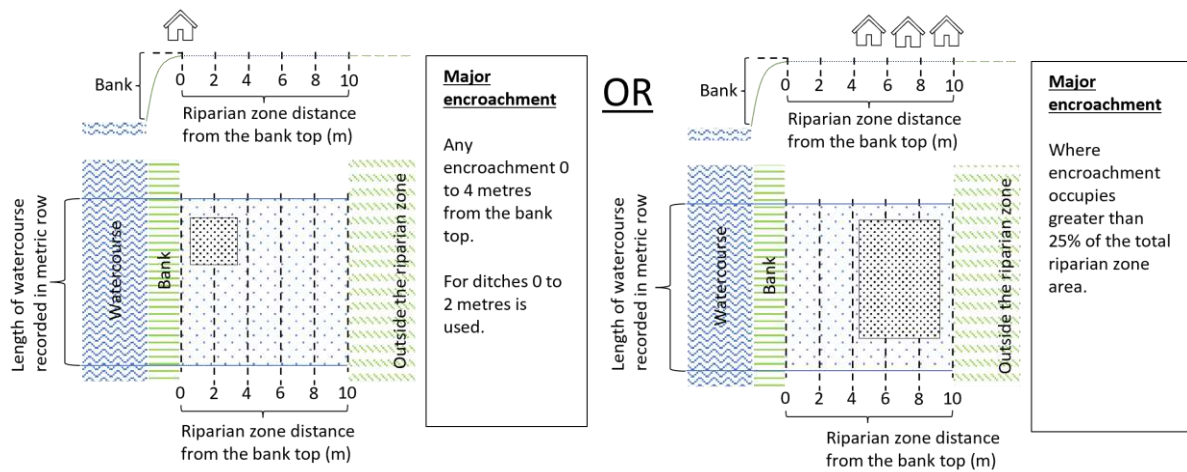 Bank
0 2 4 6 8 10
Riparian zone distance
from the bank top (m)
Length of watercourse
recorded in metric row
Watercourse
Bank
Outside the riparian zone
0 2 4 6 8 10
Riparian zone distance
from the bank top (m)
Major
encroachment
Any
encroachment 0
to 4 metres
from the bank
top.
For ditches 0 to
2 metres is
used.
OR
Bank
0 2 4 6 8 10
Riparian zone distance
from the bank top (m)
Length of watercourse
recorded in metric row
Watercourse
Bank
Outside the riparian zone
0 2 4 6 8 10
Riparian zone distance
from the bank top (m)
Major
encroachment
Where
encroachment
occupies
greater than
25% of the total
riparian zone
area.